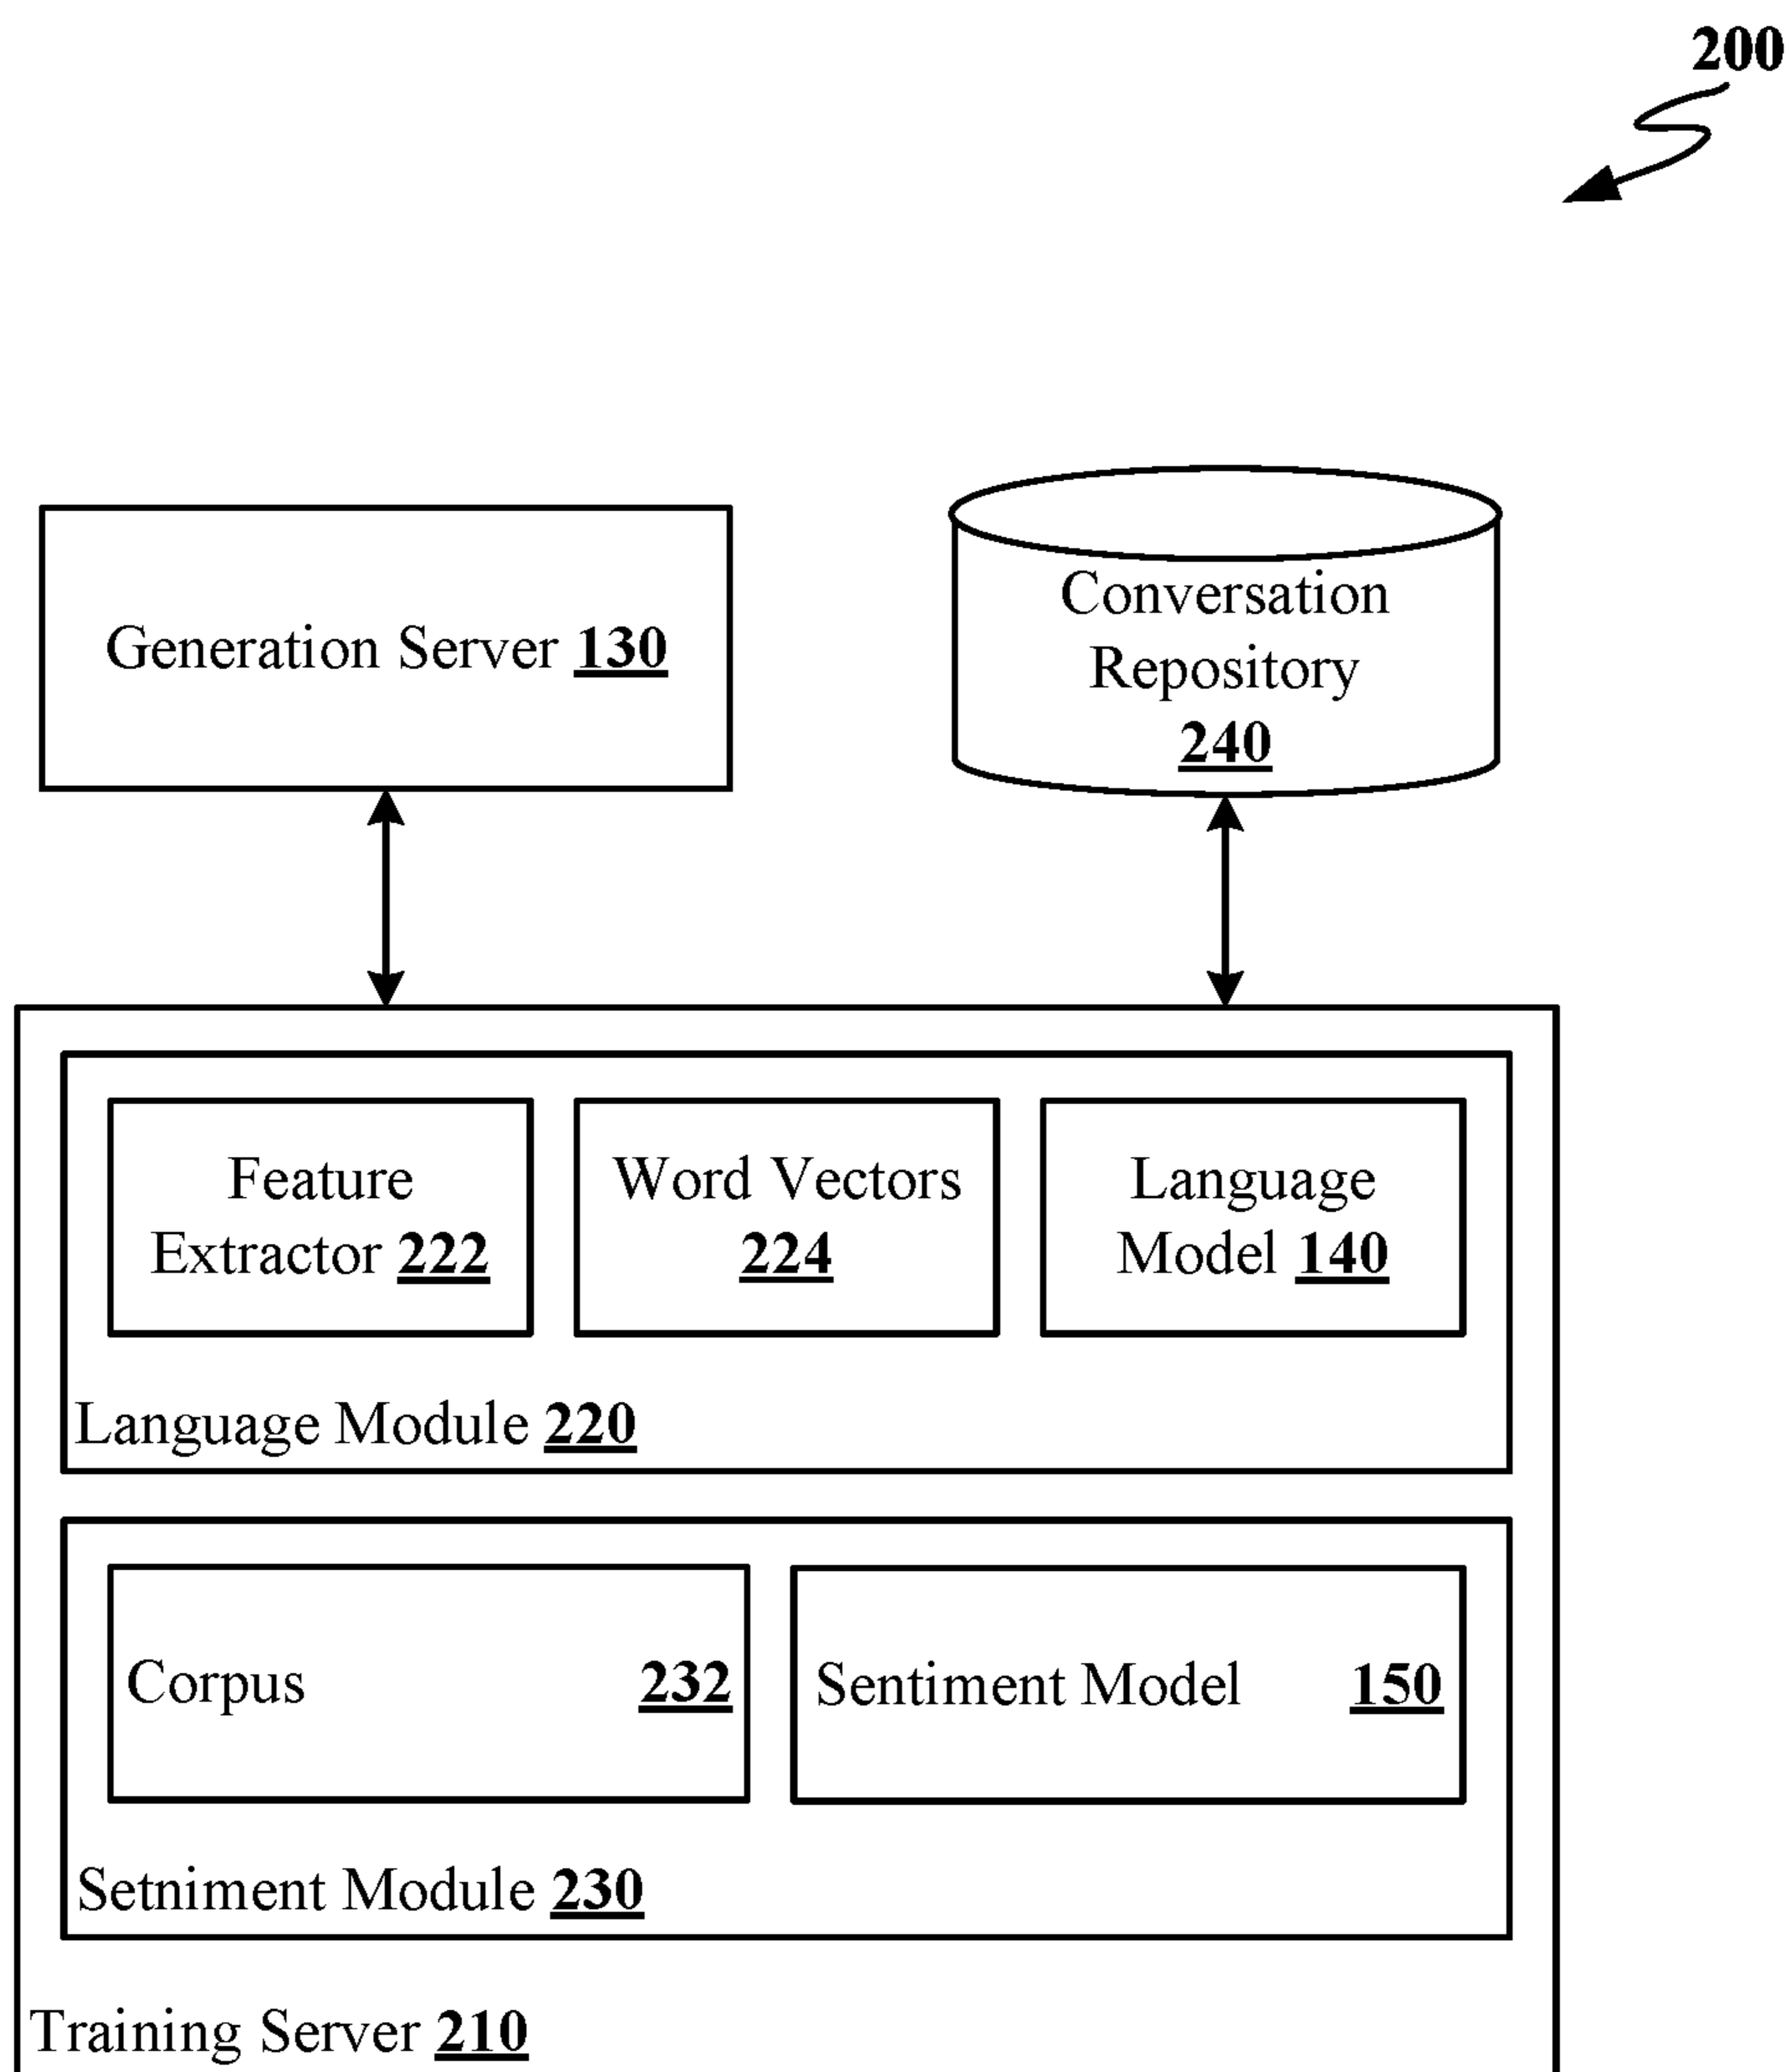 200
Generation Server 130
Conversation
Repository
240
Feature
Extractor 222
Word Vectors
224
Language
Model 140
Language Module 220
Corpus 232
Sentiment Model 150
Setniment Module 230
Training Server 210